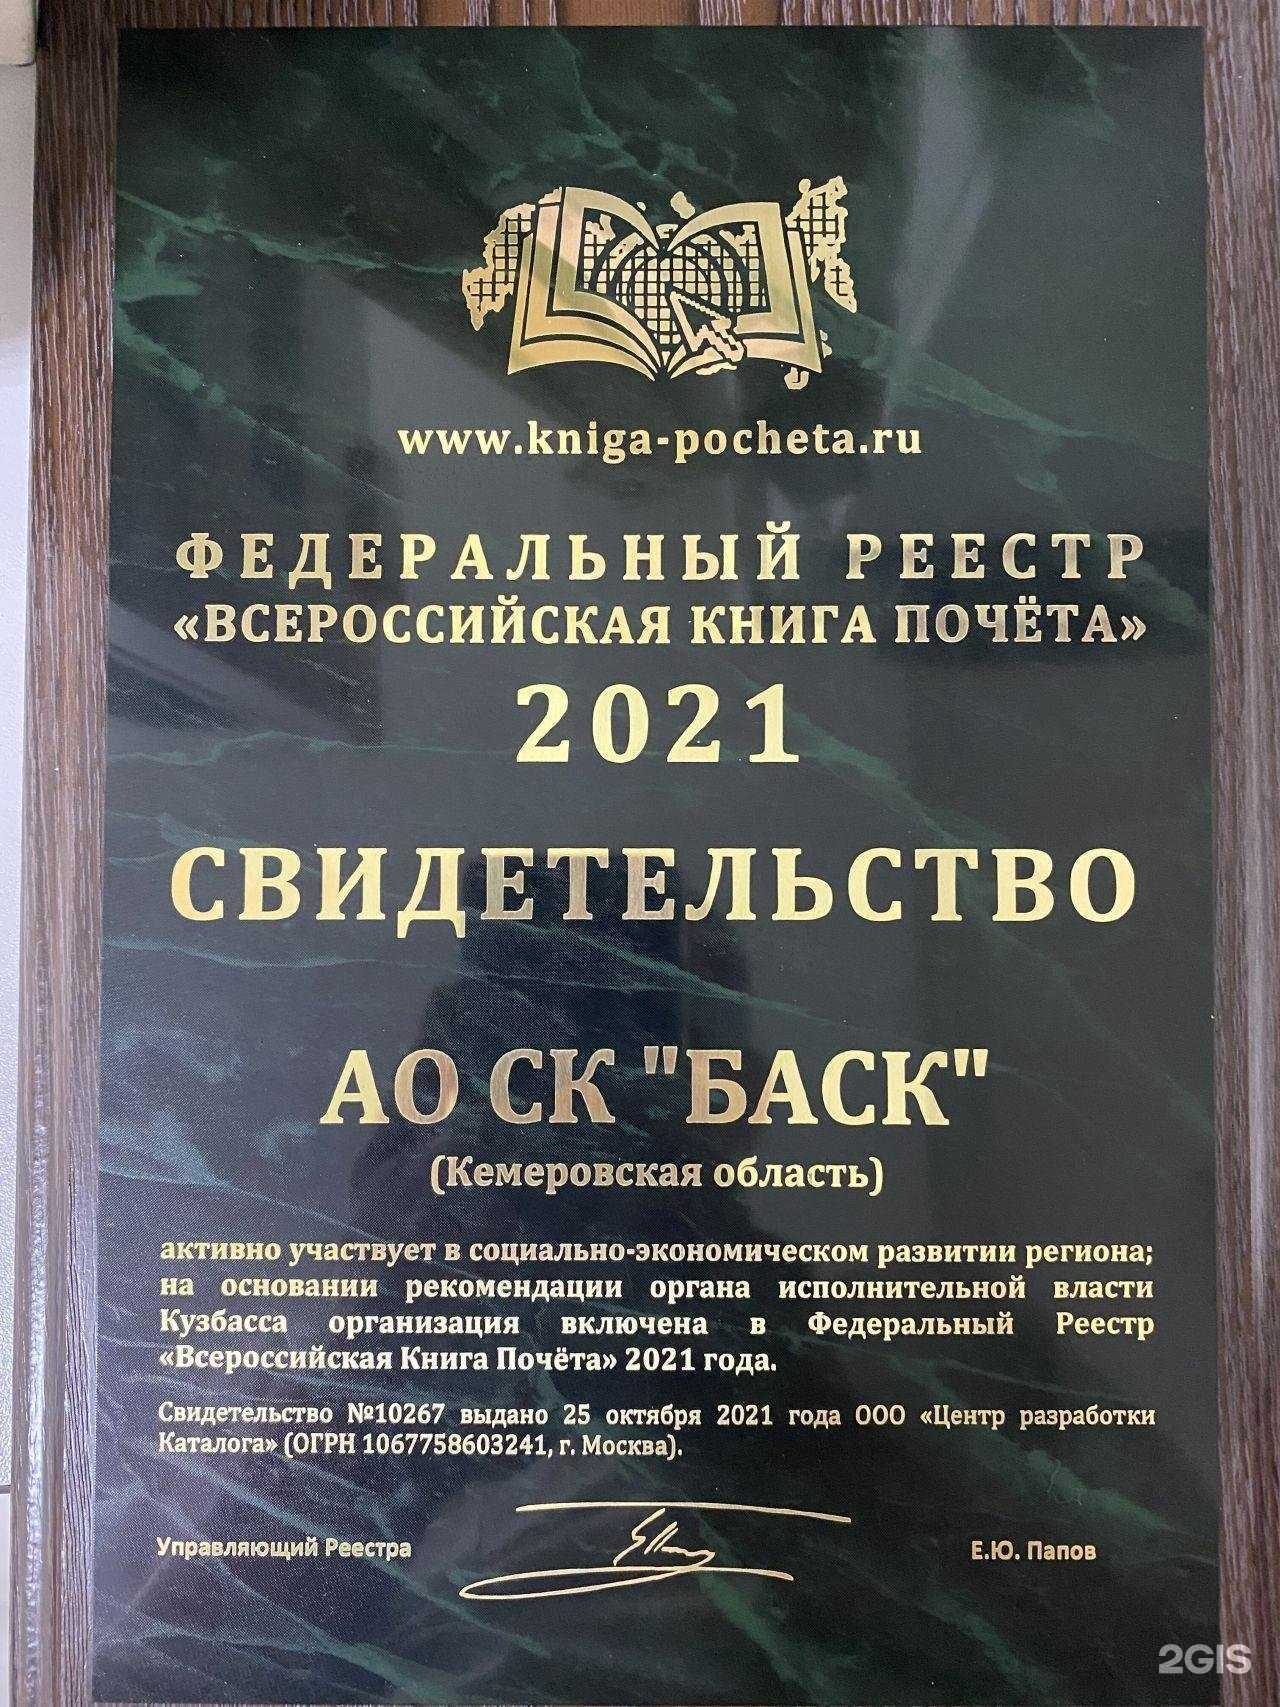 www.kniga-pocheta.ru
ФЕДЕРАЛЬНЫЙ РЕЕСТР
«ВСЕРОССИЙСКАЯ КНИГА ПОЧЁТА»
2021
СВИДЕТЕЛЬСТВО
АО СК "БАСК"
(Кемеровская область)
активно участвует в социально-экономическом развитии региона;
на основании рекомендации органа исполнительной власти
Кузбасса организация включена в Федеральный Реестр
«Всероссийская Книга Почёта» 2021 года.
Свидетельство №10267 выдано 25 октября 2021 года ООО «Центр разработки
Каталога» (ОГРН 1067758603241, г. Москва).
Управляющий Реестра
Е.Ю. Папов
2GIS